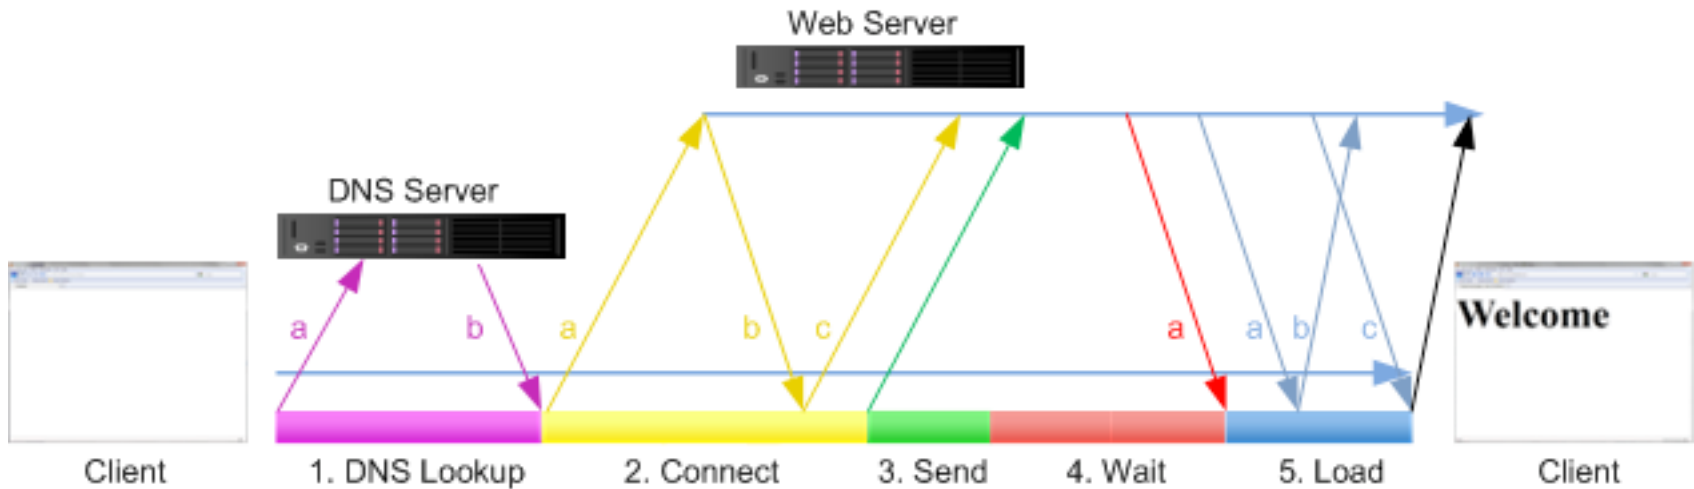 Web Server
DNS Server
a
b
a
b
c
a
a
b
c
Welcome
Client
1. DNS Lookup
2. Connect
3. Send
4. Wait
5. Load
Client